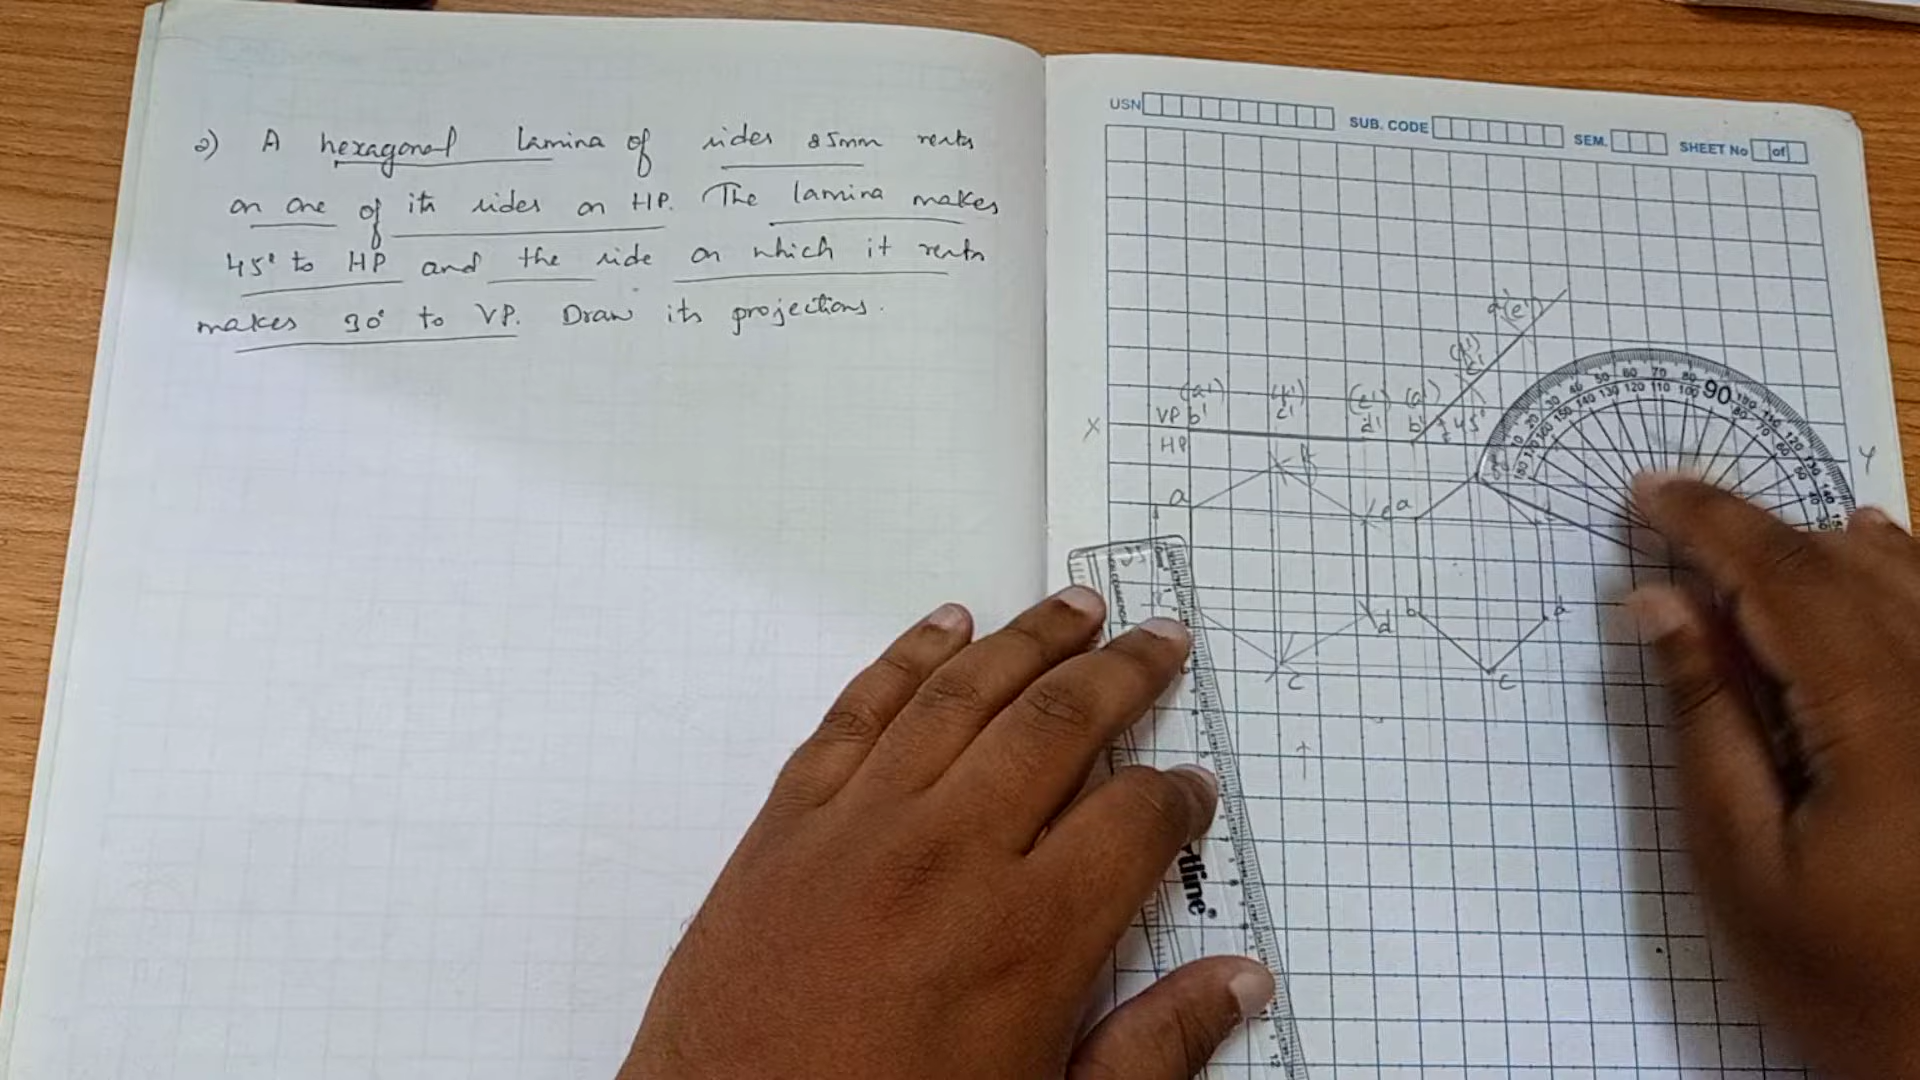 2) A hexagonal lamina of sides 25mm rests
on one of its sides on HP. The lamina makes
45° to HP and the side on which it rests
makes 30° to VP. Draw its projections.
USN
SUB. CODE
SEM.
SHEET No of
a'(e')
(f')
c'
(a') (f') (e') (a')
VP b' c' d' b' 45°
X
HP
Y
a
e a
b
d
d
c
c
90
rtline